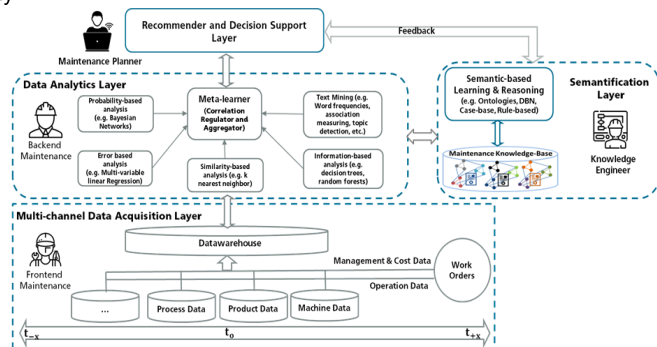 y
Recommender and Decision Support
Layer
Maintenance Planner
Feedback
Data Analytics Layer
Backend
Maintenance
Probability-based
analysis
(e.g. Bayesian
Networks)
Error based
analysis
(e.g. Multi-variable
linear Regression)
Meta-learner
(Correlation
Regulator and
Aggregator)
Similarity-based
analysis (e.g. k
nearest neighbor)
Text Mining (e.g.
Word frequencies,
association
measuring, topic
detection, etc.)
Information-based
analysis (e.g.
decision trees,
random forests)
Semantic-based
Learning & Reasoning
(e.g. Ontologies, DBN,
Case-base, Rule-based)
Maintenance Knowledge-Base
Semantification
Layer
Knowledge
Engineer
Multi-channel Data Acquisition Layer
Frontend
Maintenance
Datawarehouse
Management & Cost Data
Operation Data
Work
Orders
...
Process Data
Product Data
Machine Data
t₋ₓ
t₀
t₊ₓ